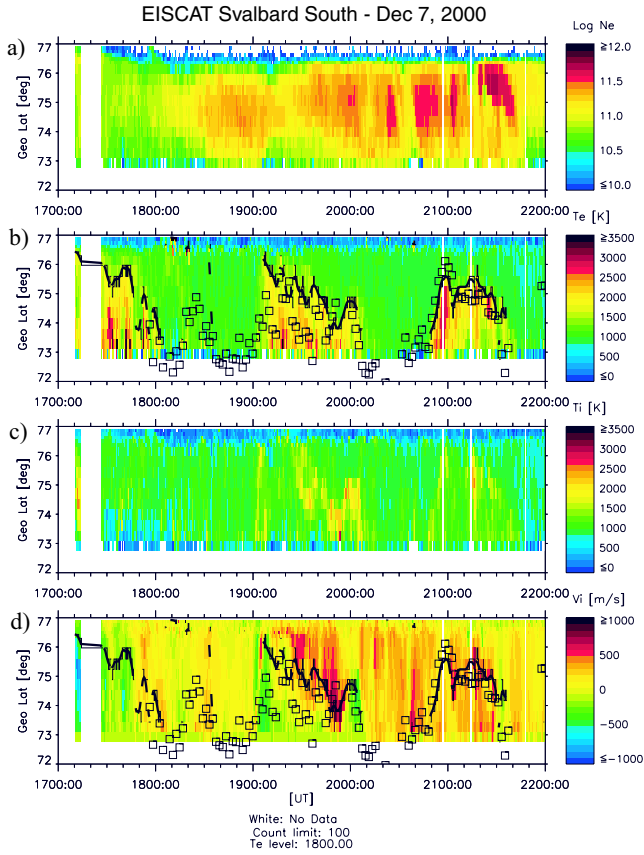 EISCAT Svalbard South - Dec 7, 2000
Log Ne
a)
77
76
75
74
73
72
Geo Lat [deg]
≧12.0
11.5
11.0
10.5
≦10.0
1700:00 1800:00 1900:00 2000:00 2100:00 2200:00
Te [K]
b)
77
76
75
74
73
72
Geo Lat [deg]
≧3500
3000
2500
2000
1500
1000
500
≦0
1700:00 1800:00 1900:00 2000:00 2100:00 2200:00
Ti [K]
c)
77
76
75
74
73
72
Geo Lat [deg]
≧3500
3000
2500
2000
1500
1000
500
≦0
1700:00 1800:00 1900:00 2000:00 2100:00 2200:00
Vi [m/s]
d)
77
76
75
74
73
72
Geo Lat [deg]
≧1000
500
0
-500
≦-1000
1700:00 1800:00 1900:00 2000:00 2100:00 2200:00
[UT]
White: No Data
Count limit: 100
Te level: 1800.00